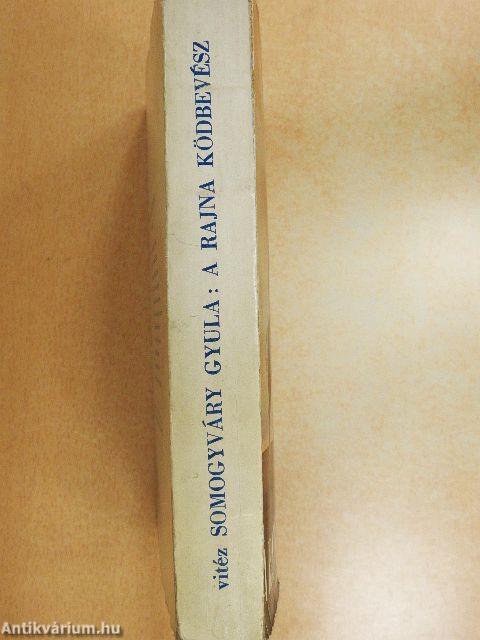 vitéz SOMOGYVÁRY GYULA: A RAJNA KÖDBEVÉSZ
Antikvárium.hu